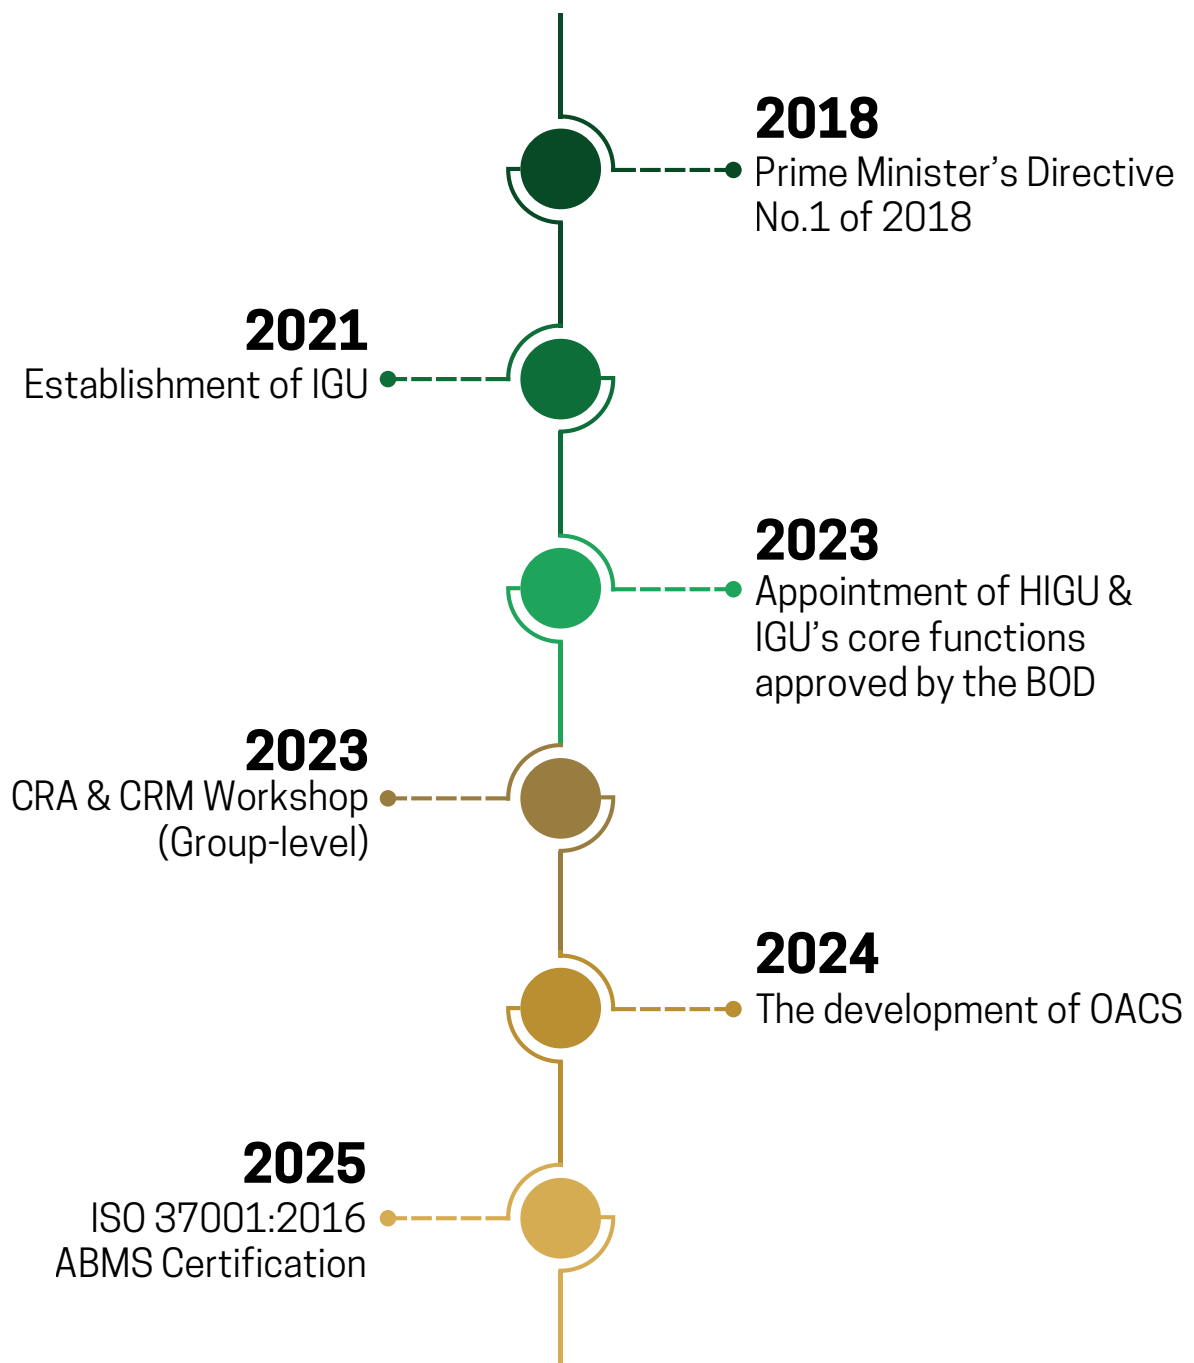 2018
Prime Minister’s Directive
No.1 of 2018
2021
Establishment of IGU
2023
Appointment of HIGU &
IGU’s core functions
approved by the BOD
2023
CRA & CRM Workshop
(Group-level)
2024
The development of OACS
2025
ISO 37001:2016
ABMS Certification